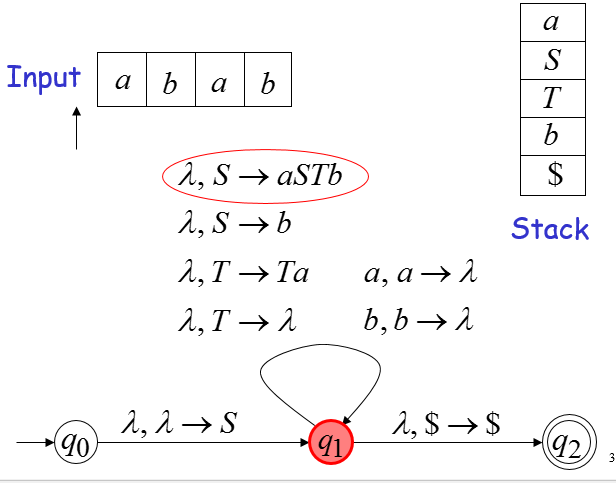 Input a b a b
a
S
T
b
$
Stack
λ, S → aSTb
λ, S → b
λ, T → Ta a, a → λ
λ, T → λ b, b → λ
q0 λ, λ → S q1 λ, $ → $ q2
3